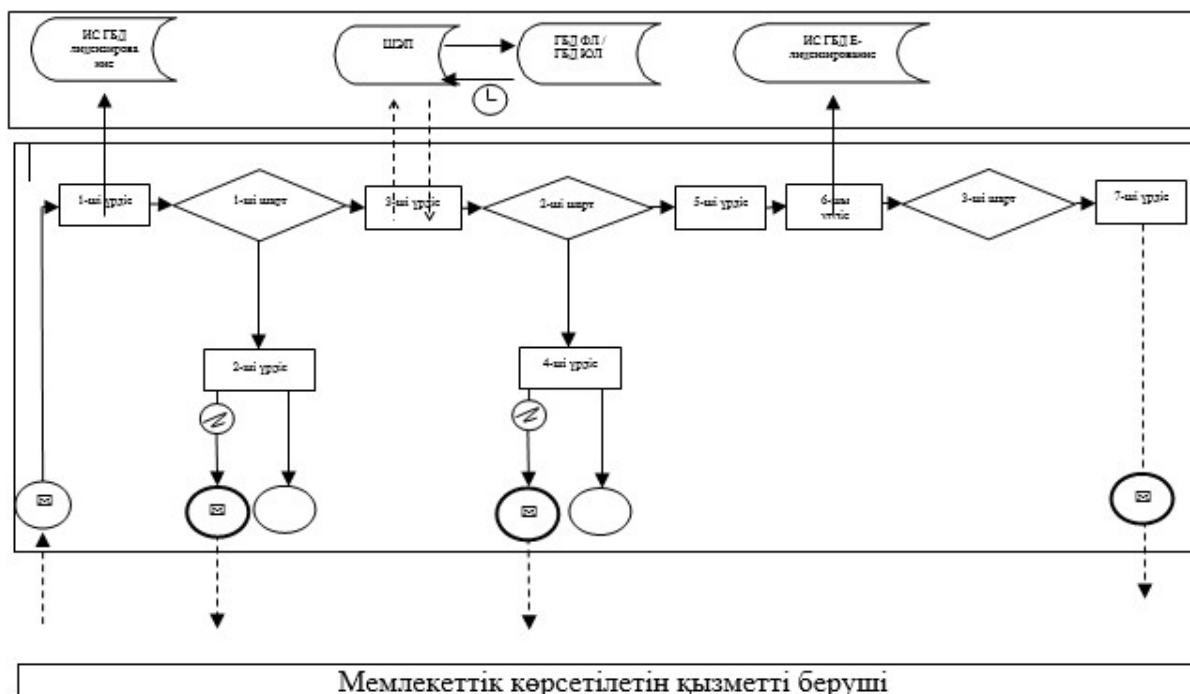 ИС ГБД
лицензирова
ние
ШЭП
ГБД ФЛ /
ГБД ЮЛ
ИС ГБД Е-
лицензирование
1-ші үрдіс
1-ші шарт
3-ші үрдіс
2-ші шарт
5-ші үрдіс
6-шы
үрдіс
3-ші шарт
7-ші үрдіс
2-ші үрдіс
4-ші үрдіс
Мемлекеттік көрсетілетін қызметті беруші